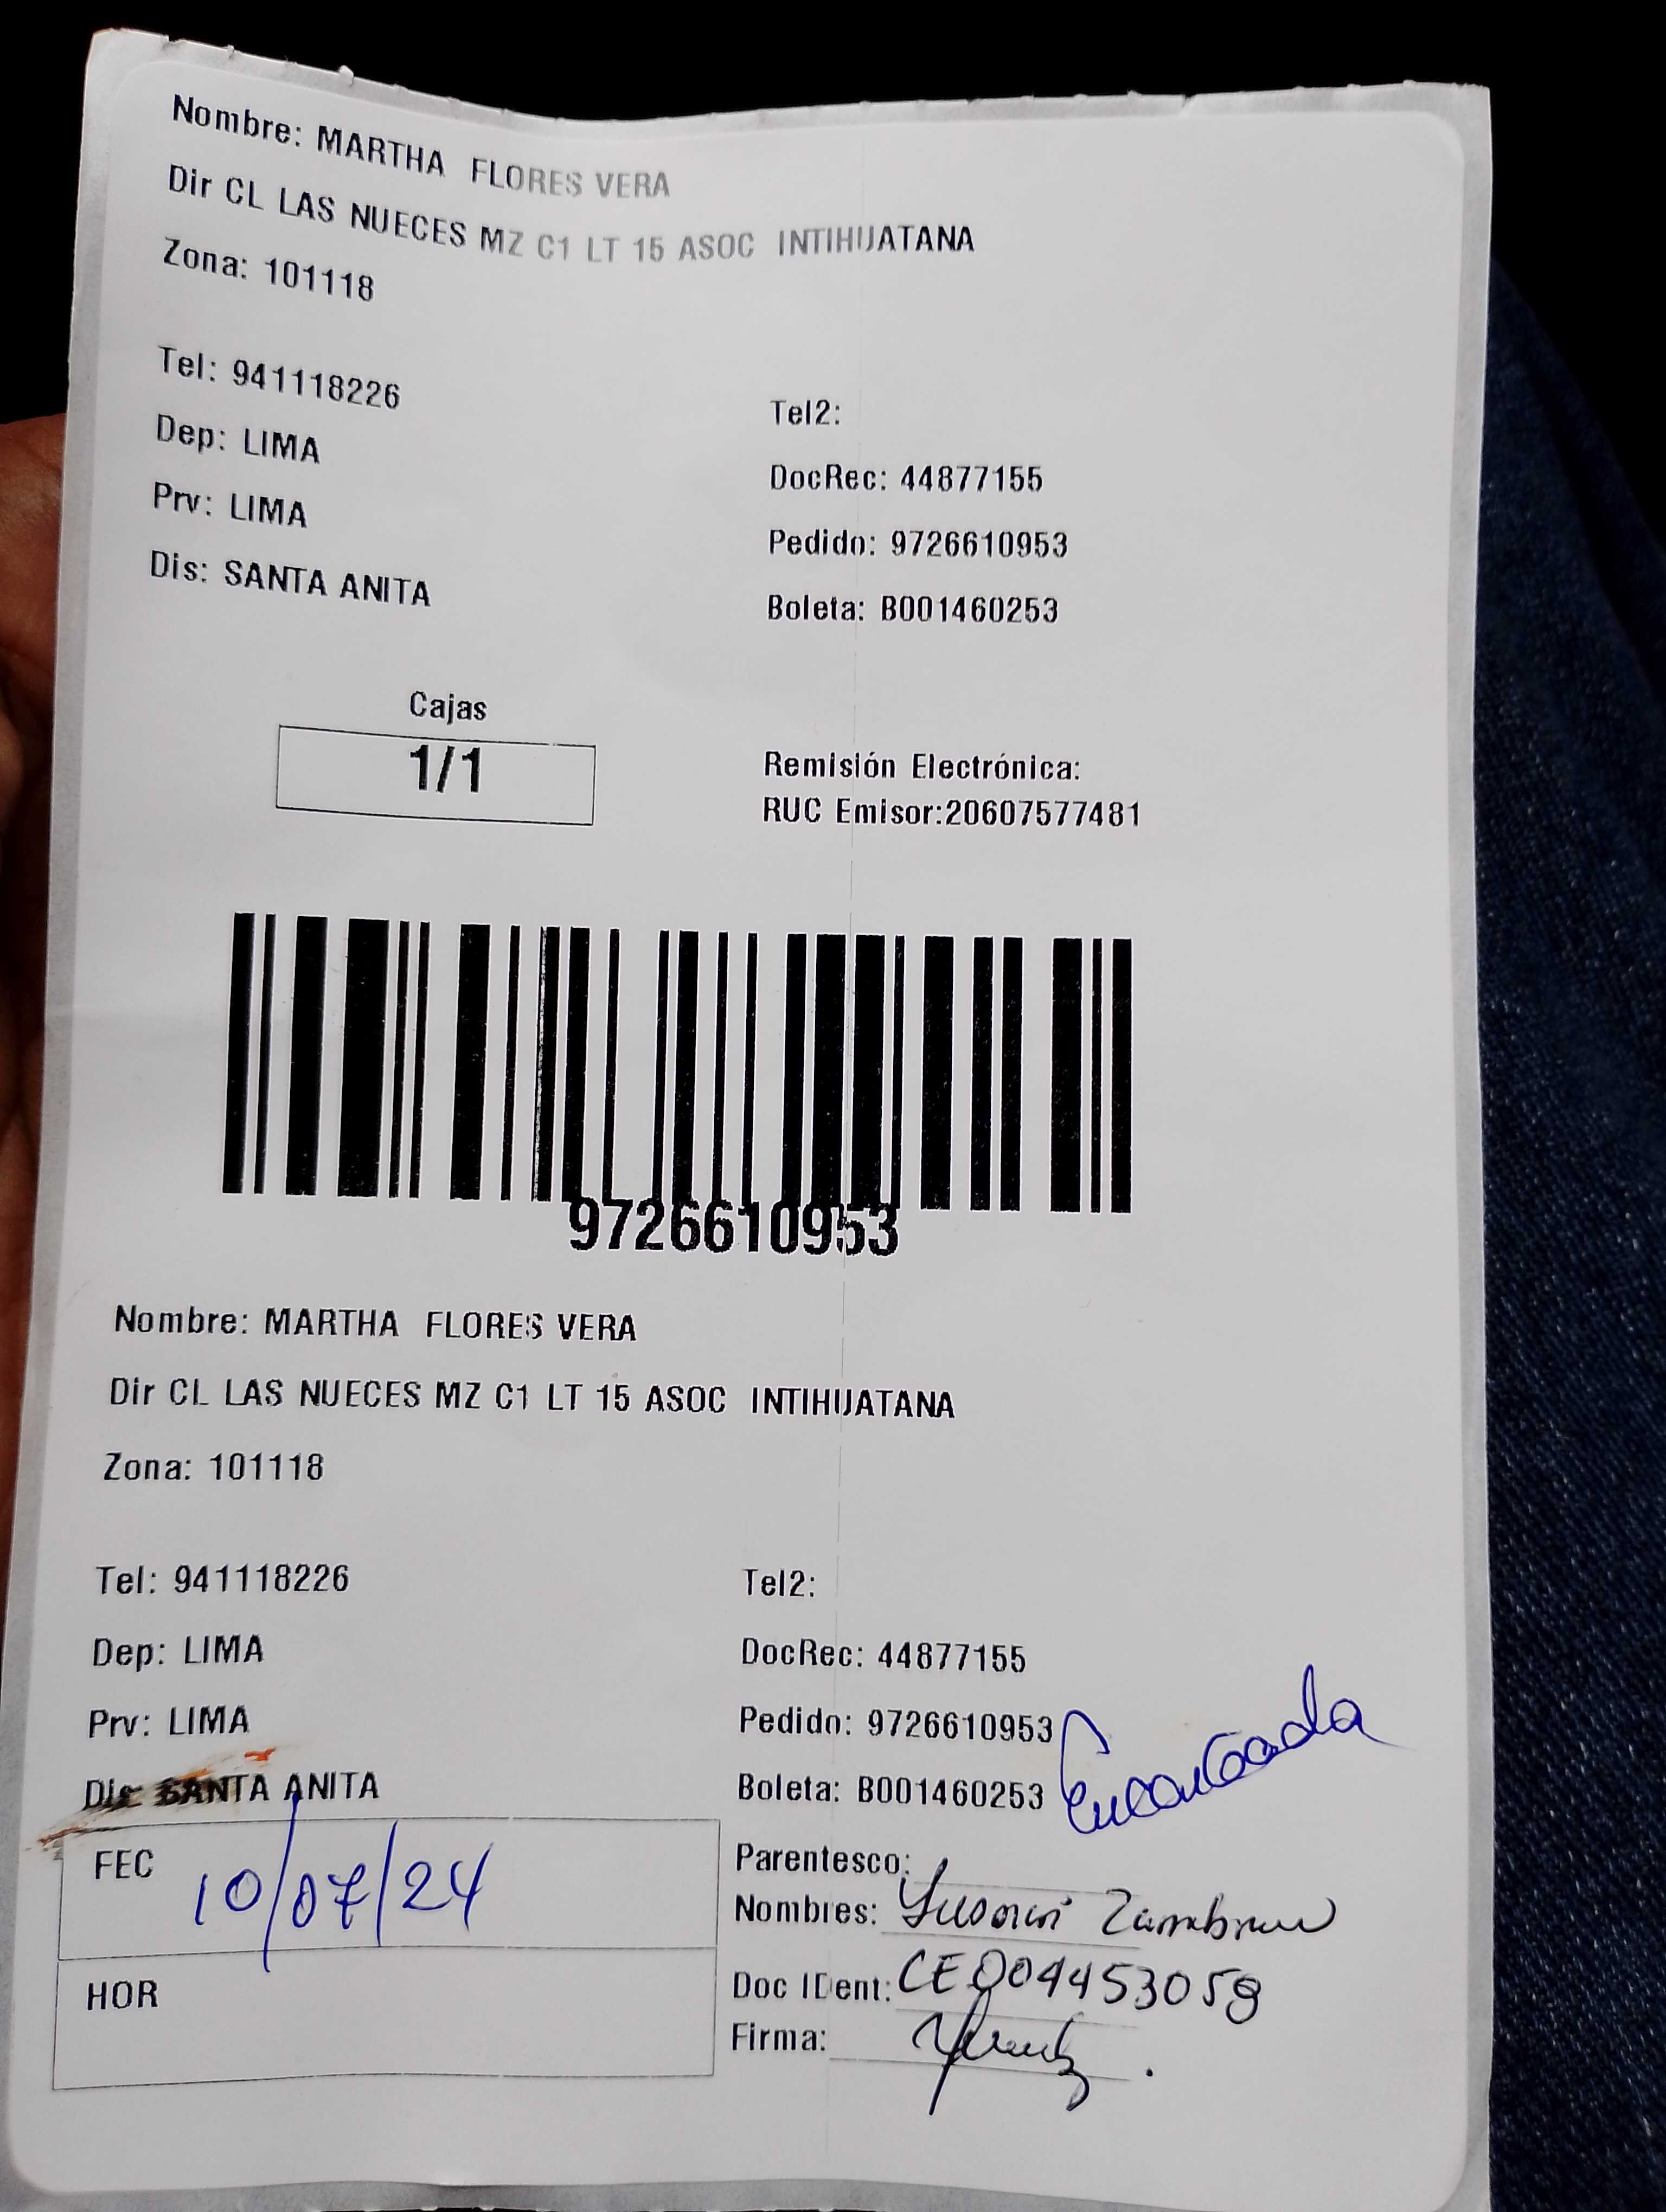 Nombre: MARTHA FLORES VERA
Dir CL LAS NUECES MZ C1 LT 15 ASOC INTIHUATANA
Zona: 101118
Tel: 941118226
Tel2:
Dep: LIMA
DocRec: 44877155
Prv: LIMA
Pedido: 9726610953
Dis: SANTA ANITA
Boleta: B001460253
Cajas
1/1
Remisión Electrónica:
RUC Emisor:20607577481
9726610953
Nombre: MARTHA FLORES VERA
Dir CL LAS NUECES MZ C1 LT 15 ASOC INTIHUATANA
Zona: 101118
Tel: 941118226
Tel2:
Dep: LIMA
DocRec: 44877155
Prv: LIMA
Pedido: 9726610953
Dis: SANTA ANITA
Boleta: B001460253
FEC 10/07/24
Parentesco:
Nombres: Zambrano
HOR
Doc IDent: CE004453059
Firma: